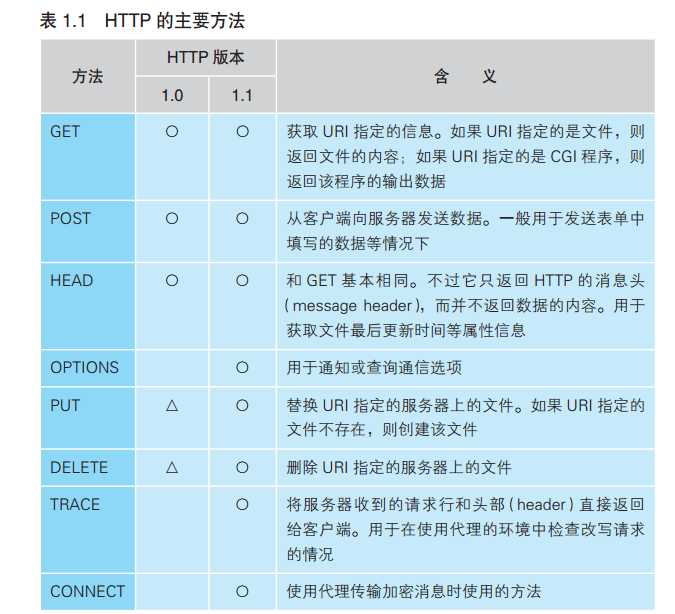 表 1.1 HTTP 的主要方法
方法 HTTP 版本 含 义
1.0 1.1
GET ○ ○ 获取 URI 指定的信息。如果 URI 指定的是文件，则
返回文件的内容；如果 URI 指定的是 CGI 程序，则
返回该程序的输出数据
POST ○ ○ 从客户端向服务器发送数据。一般用于发送表单中
填写的数据等情况下
HEAD ○ ○ 和 GET 基本相同。不过它只返回 HTTP 的消息头
（message header），而并不返回数据的内容。用于
获取文件最后更新时间等属性信息
OPTIONS ○ 用于通知或查询通信选项
PUT △ ○ 替换 URI 指定的服务器上的文件。如果 URI 指定的
文件不存在，则创建该文件
DELETE △ ○ 删除 URI 指定的服务器上的文件
TRACE ○ 将服务器收到的请求行和头部（header）直接返回
给客户端。用于在使用代理的环境中检查改写请求
的情况
CONNECT ○ 使用代理传输加密消息时使用的方法